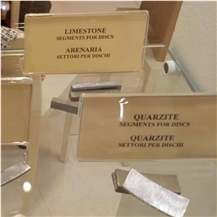 LIMESTONE
SEGMENTS FOR DISCS
ARENARIA
SETTORI PER DISCHI
QUARZITE
SEGMENTS FOR DISCS
QUARZITE
SETTORI PER DISCHI